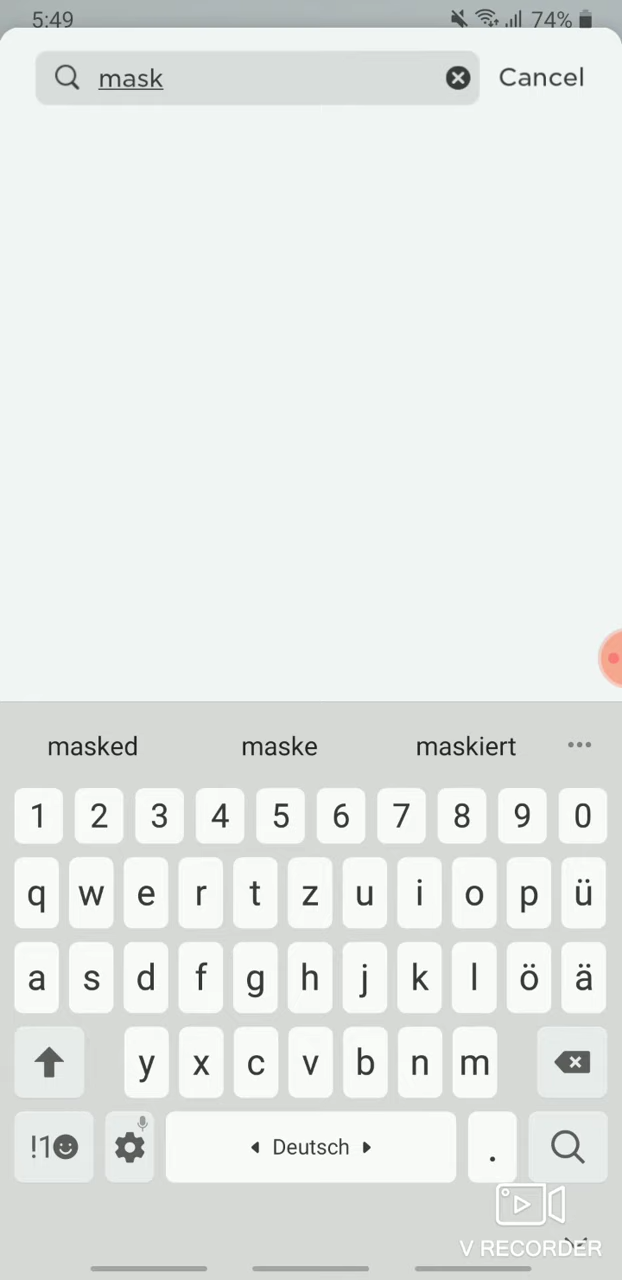 5:49 74%
mask Cancel
masked maske maskiert
1 2 3 4 5 6 7 8 9 0
q w e r t z u i o p ü
a s d f g h j k l ö ä
y x c v b n m
!1 Deutsch .
V RECORDER